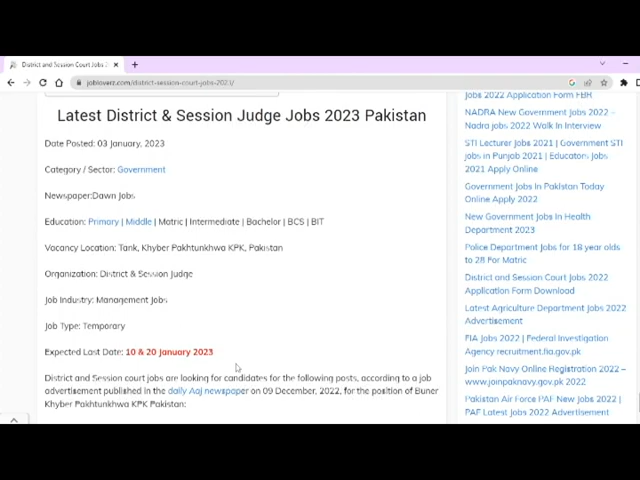 District and Session Court Jobs 2
jobloverz.com/district-session-court-jobs-2021/
Latest District & Session Judge Jobs 2023 Pakistan
Date Posted: 03 January, 2023
Category / Sector: Government
Newspaper:Dawn Jobs
Education: Primary | Middle | Matric | Intermediate | Bachelor | BCS | BIT
Vacancy Location: Tank, Khyber Pakhtunkhwa KPK, Pakistan
Organization: District & Session Judge
Job Industry: Management Jobs
Job Type: Temporary
Expected Last Date: 10 & 20 January 2023
District and Session court jobs are looking for candidates for the following posts, according to a job
advertisement published in the daily Aaj newspaper on 09 December, 2022, for the position of Buner
Khyber Pakhtunkhwa KPK Pakistan:
Jobs 2022 Application Form FBR
NADRA New Government Jobs 2022 –
Nadra jobs 2022 Walk In Interview
STI Lecturer Jobs 2021 | Government STI
jobs in Punjab 2021 | Educators Jobs
2021 Apply Online
Government Jobs In Pakistan Today
Online Apply 2022
New Government Jobs In Health
Department 2023
Police Department Jobs for 18 year olds
to 28 For Matric
District and Session Court Jobs 2022
Application Form Download
Latest Agriculture Department Jobs 2022
Advertisement
FIA Jobs 2022 | Federal Investigation
Agency recruitment.fia.gov.pk
Join Pak Navy Online Registration 2022 –
www.joinpaknavy.gov.pk 2022
Pakistan Air Force PAF New Jobs 2022 |
PAF Latest Jobs 2022 Advertisement